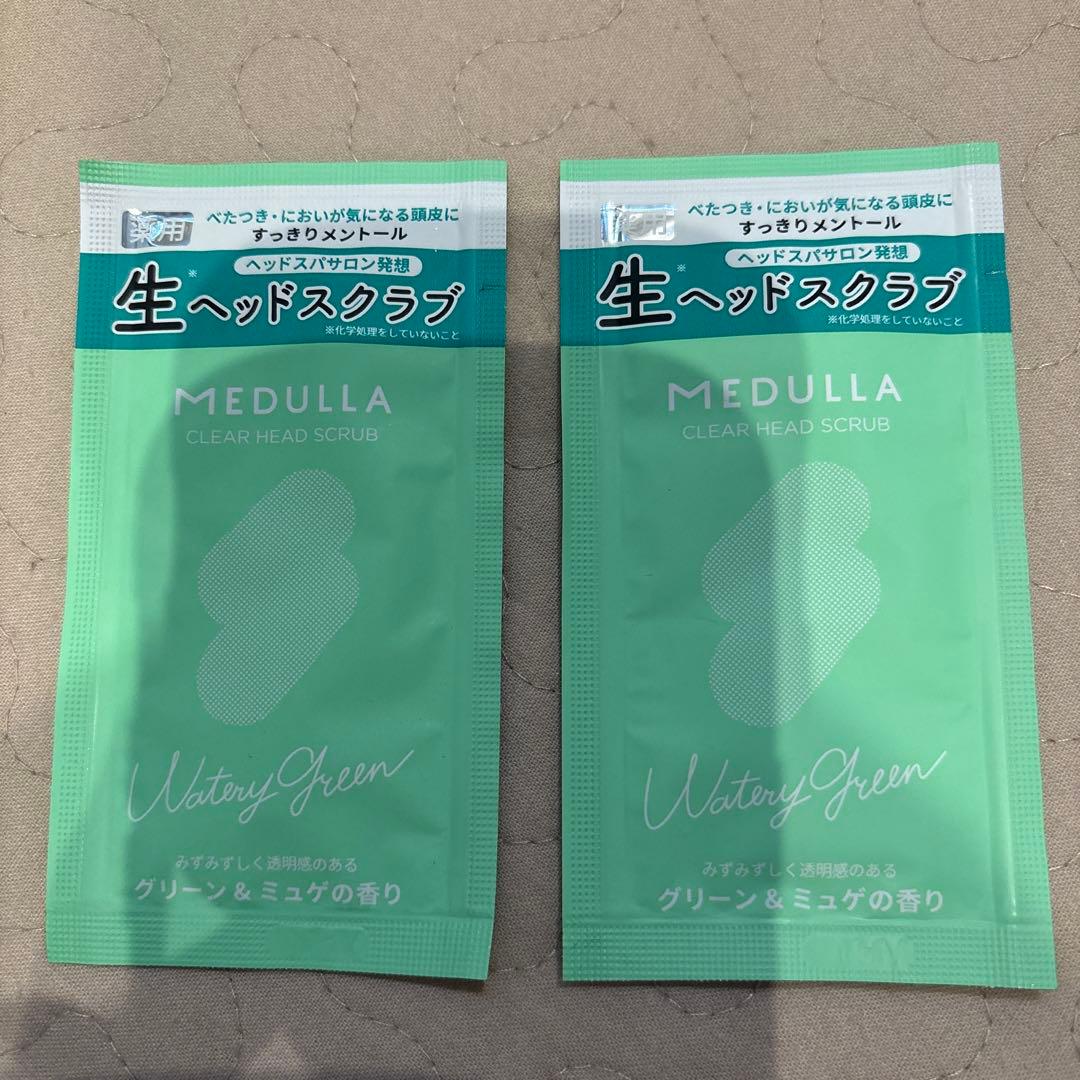 薬用
べたつき・においが気になる頭皮に
すっきりメントール
ヘッドスパサロン発想
生※ヘッドスクラブ
※化学処理をしていないこと
MEDULLA
CLEAR HEAD SCRUB
Watery green
みずみずしく透明感のある
グリーン & ミュゲの香り
薬用
べたつき・においが気になる頭皮に
すっきりメントール
ヘッドスパサロン発想
生※ヘッドスクラブ
※化学処理をしていないこと
MEDULLA
CLEAR HEAD SCRUB
Watery green
みずみずしく透明感のある
グリーン & ミュゲの香り